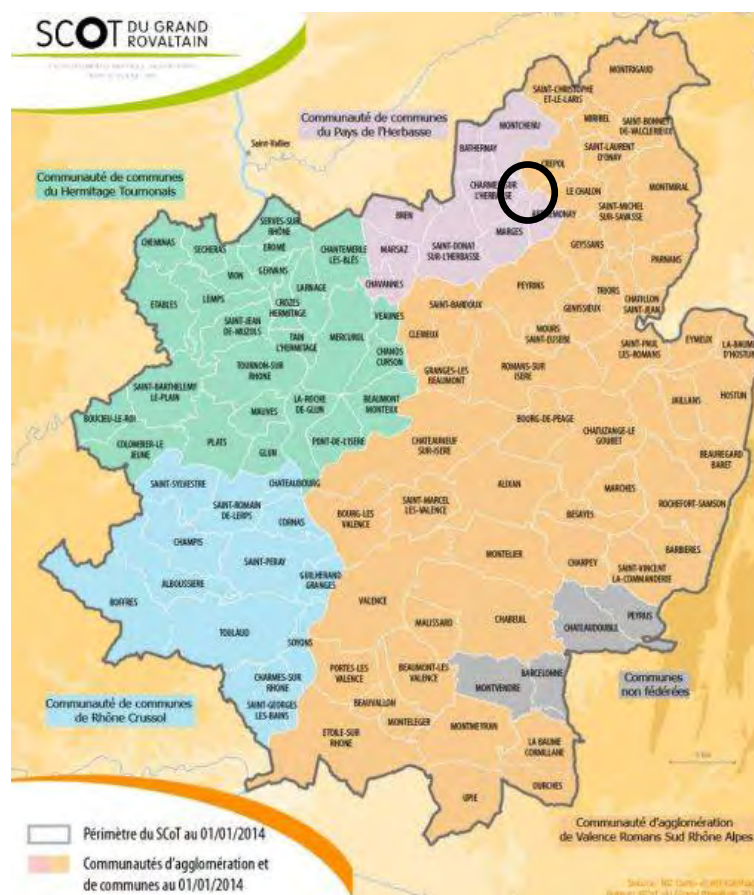 SCOT DU GRAND
ROVALTAIN
MONTRIGAUD
SAINT-CHRISTOPHE
ET-LE-LARIS
Communauté de communes
du Pays de l'Herbasse
MONTCHENU
SAINT-BONNET
DE-VALCLERIEUX
Saint-Vallier
BATHERNAY
SAINT-LAURENT
D'ONAY
CREPOL
Communauté de communes
du Hermitage Tournonais
CHARMES-SUR
L'HERBASSE
LE CHALON
MONTMIRAL
SAINT-MICHEL
SUR-SAVASSE
SERVES-SUR
RHÔNE
BREN
MARGES
CHEMINAS
SECHERAS
EROME
CHANTEMERLE
LES-BLÉS
MARSAZ
SAINT-DONAT
SUR-L'HERBASSE
GEYSSANS
PARNANS
VION
GERVANS
LARNAGE
CHAVANNES
PEYRINS
TRIORS
ETABLES
LEMPS
CROZES
HERMITAGE
SAINT-BARDOUX
GENISSIEUX
CHATILLON
SAINT-JEAN
SAINT-JEAN
DE-MUZOLS
VEAUNES
TAIN
L'HERMITAGE
MERCUROL
CLERIEUX
MOURS
SAINT-EUSEBE
SAINT-PAUL
LES-ROMANS
EYMEUX
LA-BAUME
D'HOSTUN
CHANOS
CURSON
TOURNON-SUR
RHONE
GRANGES-LES
BEAUMONT
ROMANS-SUR
ISERE
SAINT-BARTHELEMY
LE-PLAIN
LA-ROCHE
DE-GLUN
BEAUMONT
MONTEUX
JAILLANS
HOSTUN
BOUCIEU-LE-ROI
MAUVES
BOURG-DE-PEAGE
CHATUZANGE-LE
GOUBET
COLOMBIER-LE
JEUNE
PLATS
GLUN
PONT-DE-L'ISERE
CHATEAUNEUF
SUR-ISERE
BEAUREGARD
BARET
SAINT-SYLVESTRE
CHATEAUBOURG
ALIXAN
MARCHES
SAINT-ROMAIN
DE-LERPS
CORNAS
BOURG-LES
VALENCE
SAINT-MARCEL
LES-VALENCE
BESAYES
ROCHEFORT-SAMSON
CHAMPIS
SAINT-PERAY
MONTELIER
CHARPEY
BARBIERES
SAINT-VINCENT
LA-COMMANDERIE
ALBOUSSIERE
GUILHERAND
GRANGES
BOFFRES
VALENCE
MALISSARD
CHABEUIL
PEYRUS
CHATEAUDOUBLE
TOULAUD
SOYONS
CHARMES-SUR
RHONE
PORTES-LES
VALENCE
BEAUMONT-LES
VALENCE
BARCELONNE
MONTVENDRE
Communes
non fédérées
Communauté de communes
de Rhône Crussol
SAINT-GEORGES
LES-BAINS
BEAUVALLON
MONTELEGER
MONTMEYRAN
ETOILE-SUR
RHONE
LA BAUME
CORNILLANE
OURCHES
UPIE
Périmètre du SCoT au 01/01/2014
Communautés d'agglomération et
de communes au 01/01/2014
Communauté d'agglomération
de Valence Romans Sud Rhône Alpes